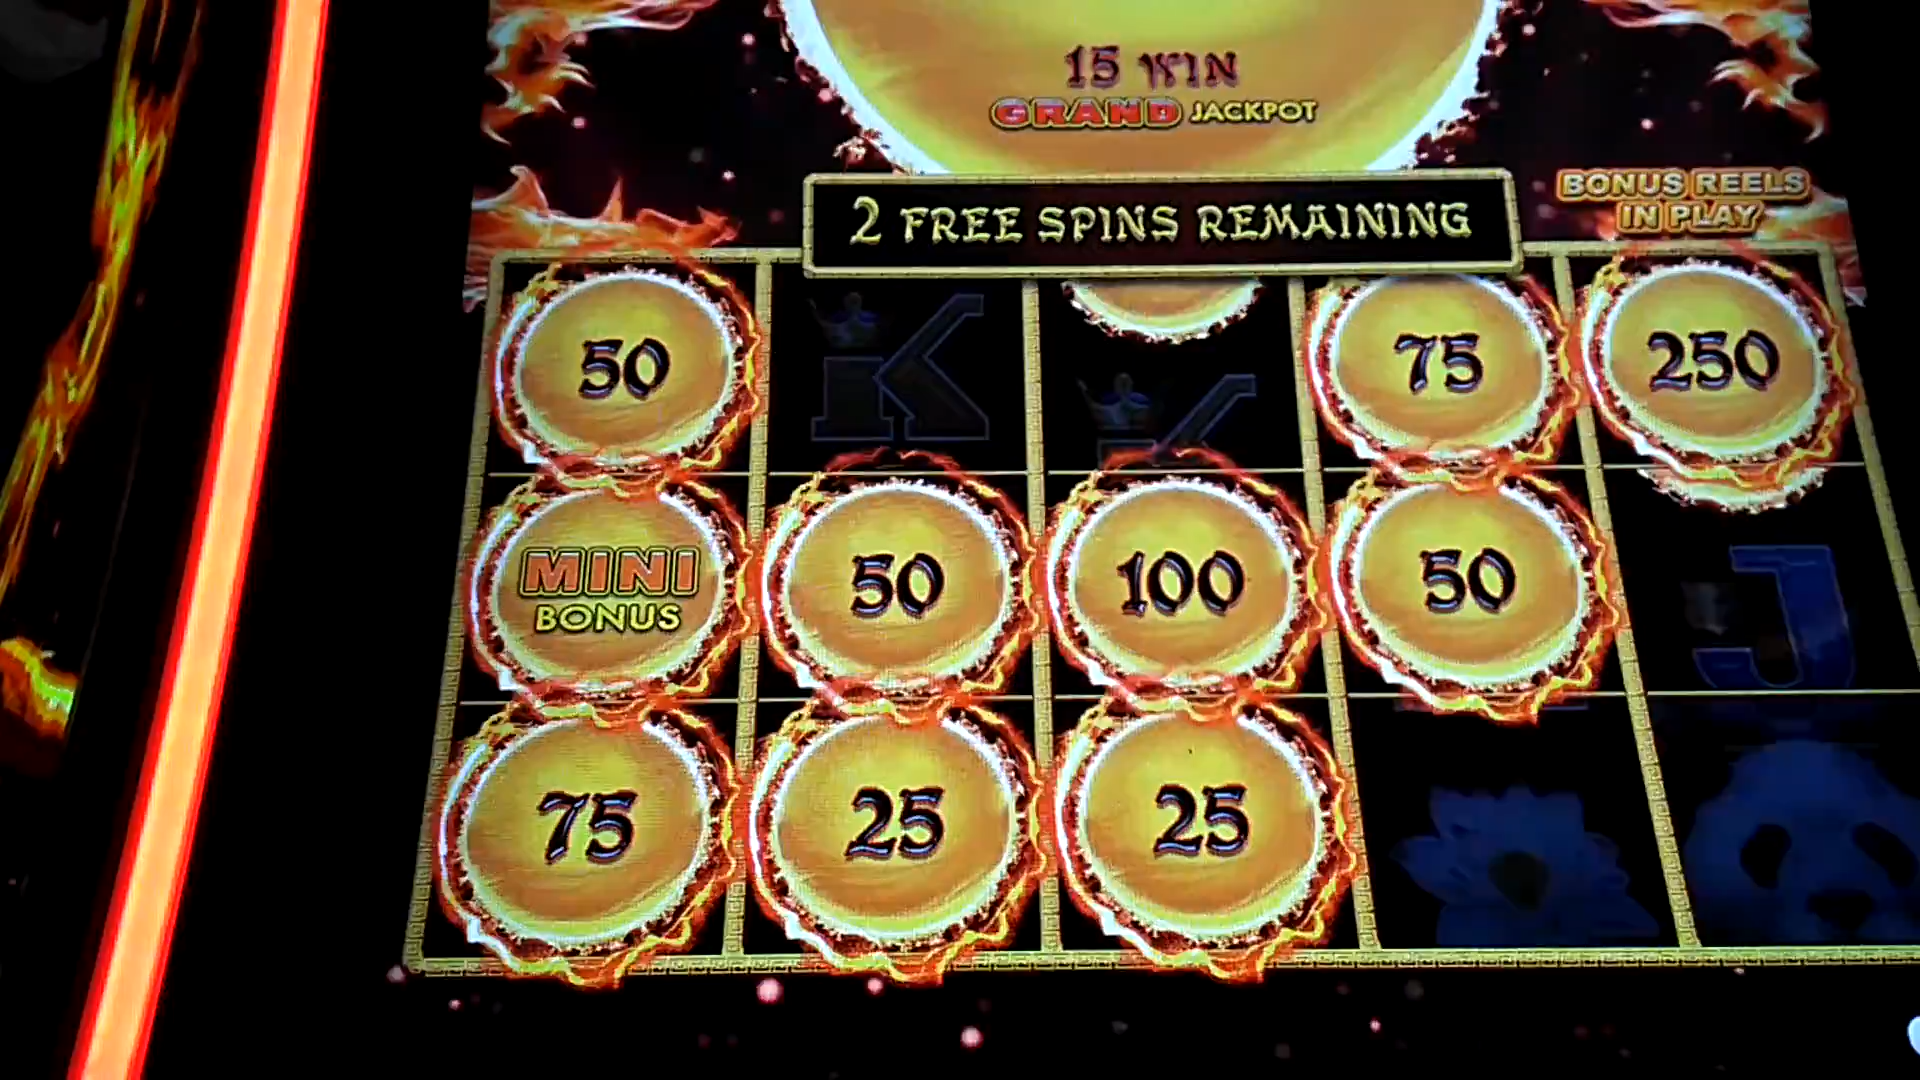 15 WIN
GRAND JACKPOT
BONUS REELS
IN PLAY
2 FREE SPINS REMAINING
50
K
K
75
250
MINI
BONUS
50
100
50
J
75
25
25